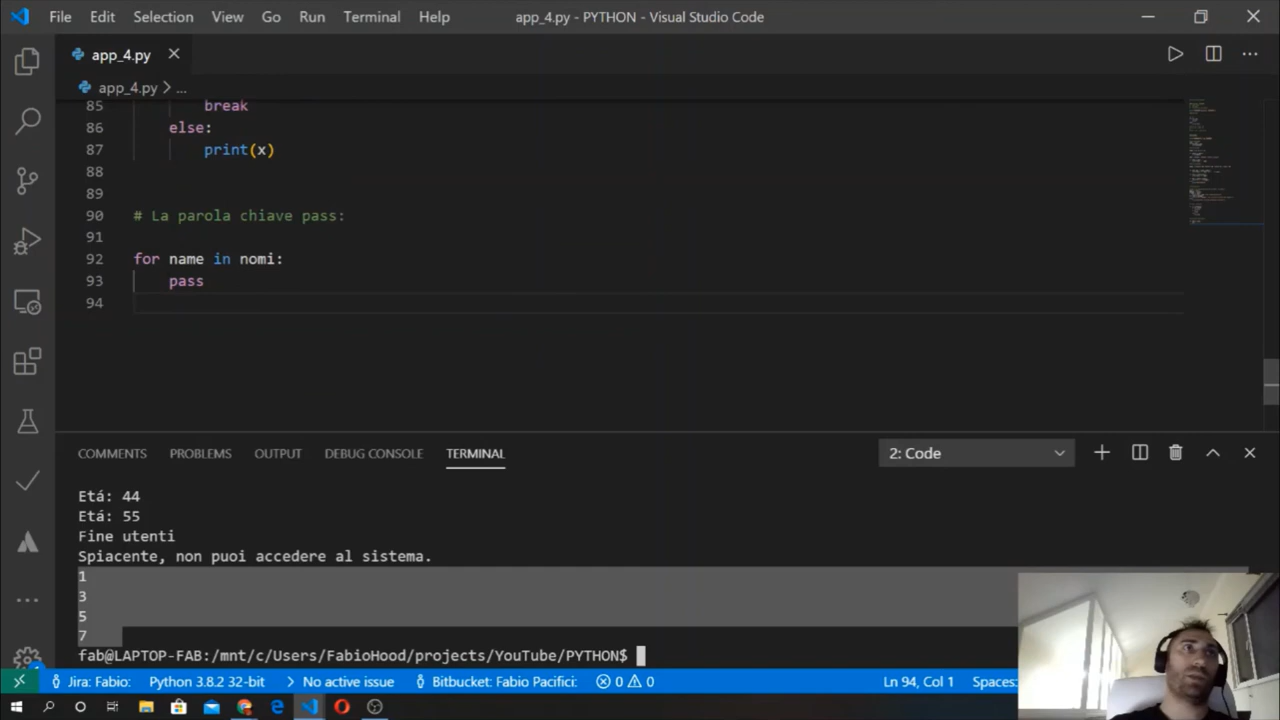 File Edit Selection View Go Run Terminal Help app_4.py - PYTHON - Visual Studio Code
app_4.py
app_4.py > ...
85 break
86 else:
87 print(x)
88
89
90 # La parola chiave pass:
91
92 for name in nomi:
93 pass
94
COMMENTS PROBLEMS OUTPUT DEBUG CONSOLE TERMINAL 2: Code
Etá: 44
Etá: 55
Fine utenti
Spiacente, non puoi accedere al sistema.
1
3
5
7
fab@LAPTOP-FAB:/mnt/c/Users/FabioHood/projects/YouTube/PYTHON$
Jira: Fabio: Python 3.8.2 32-bit No active issue Bitbucket: Fabio Pacifici: 0 0 Ln 94, Col 1 Spaces: